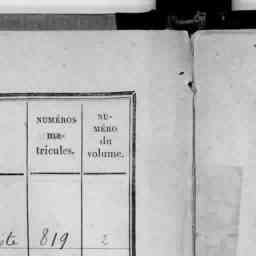 NUMÉROS
ma-
tricules.
NU-
MÉRO
du
volume.
819 2